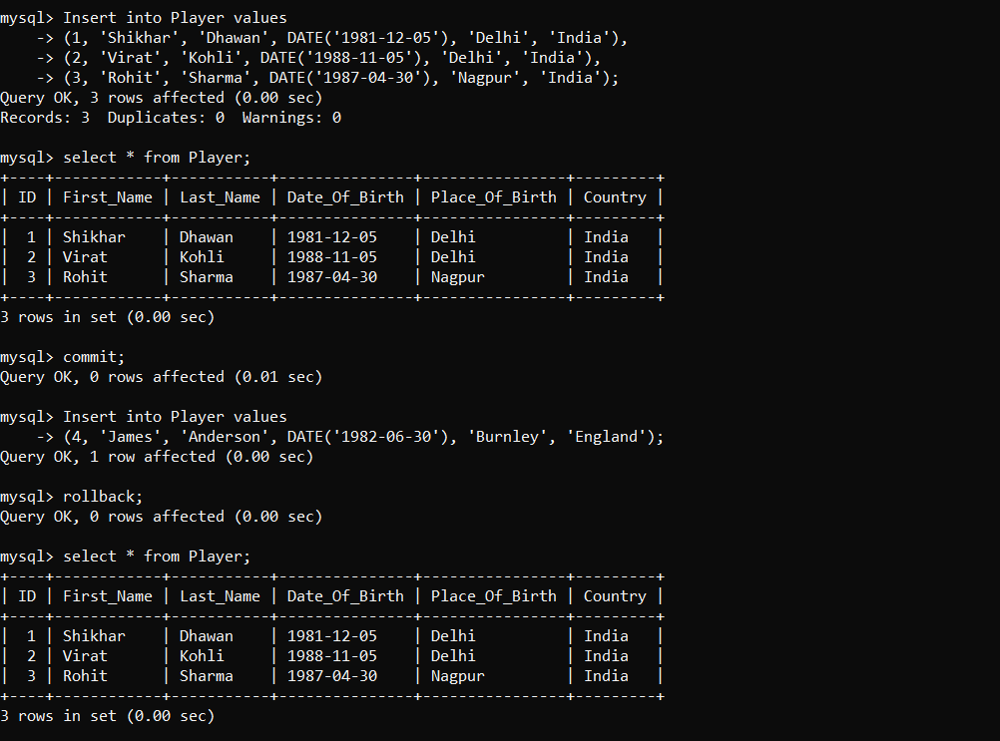 mysql> Insert into Player values
    -> (1, 'Shikhar', 'Dhawan', DATE('1981-12-05'), 'Delhi', 'India'),
    -> (2, 'Virat', 'Kohli', DATE('1988-11-05'), 'Delhi', 'India'),
    -> (3, 'Rohit', 'Sharma', DATE('1987-04-30'), 'Nagpur', 'India');
Query OK, 3 rows affected (0.00 sec)
Records: 3  Duplicates: 0  Warnings: 0

mysql> select * from Player;
+----+------------+-----------+---------------+----------------+---------+
| ID | First_Name | Last_Name | Date_Of_Birth | Place_Of_Birth | Country |
+----+------------+-----------+---------------+----------------+---------+
|  1 | Shikhar    | Dhawan    | 1981-12-05    | Delhi          | India   |
|  2 | Virat      | Kohli     | 1988-11-05    | Delhi          | India   |
|  3 | Rohit      | Sharma    | 1987-04-30    | Nagpur         | India   |
+----+------------+-----------+---------------+----------------+---------+
3 rows in set (0.00 sec)

mysql> commit;
Query OK, 0 rows affected (0.01 sec)

mysql> Insert into Player values
    -> (4, 'James', 'Anderson', DATE('1982-06-30'), 'Burnley', 'England');
Query OK, 1 row affected (0.00 sec)

mysql> rollback;
Query OK, 0 rows affected (0.00 sec)

mysql> select * from Player;
+----+------------+-----------+---------------+----------------+---------+
| ID | First_Name | Last_Name | Date_Of_Birth | Place_Of_Birth | Country |
+----+------------+-----------+---------------+----------------+---------+
|  1 | Shikhar    | Dhawan    | 1981-12-05    | Delhi          | India   |
|  2 | Virat      | Kohli     | 1988-11-05    | Delhi          | India   |
|  3 | Rohit      | Sharma    | 1987-04-30    | Nagpur         | India   |
+----+------------+-----------+---------------+----------------+---------+
3 rows in set (0.00 sec)